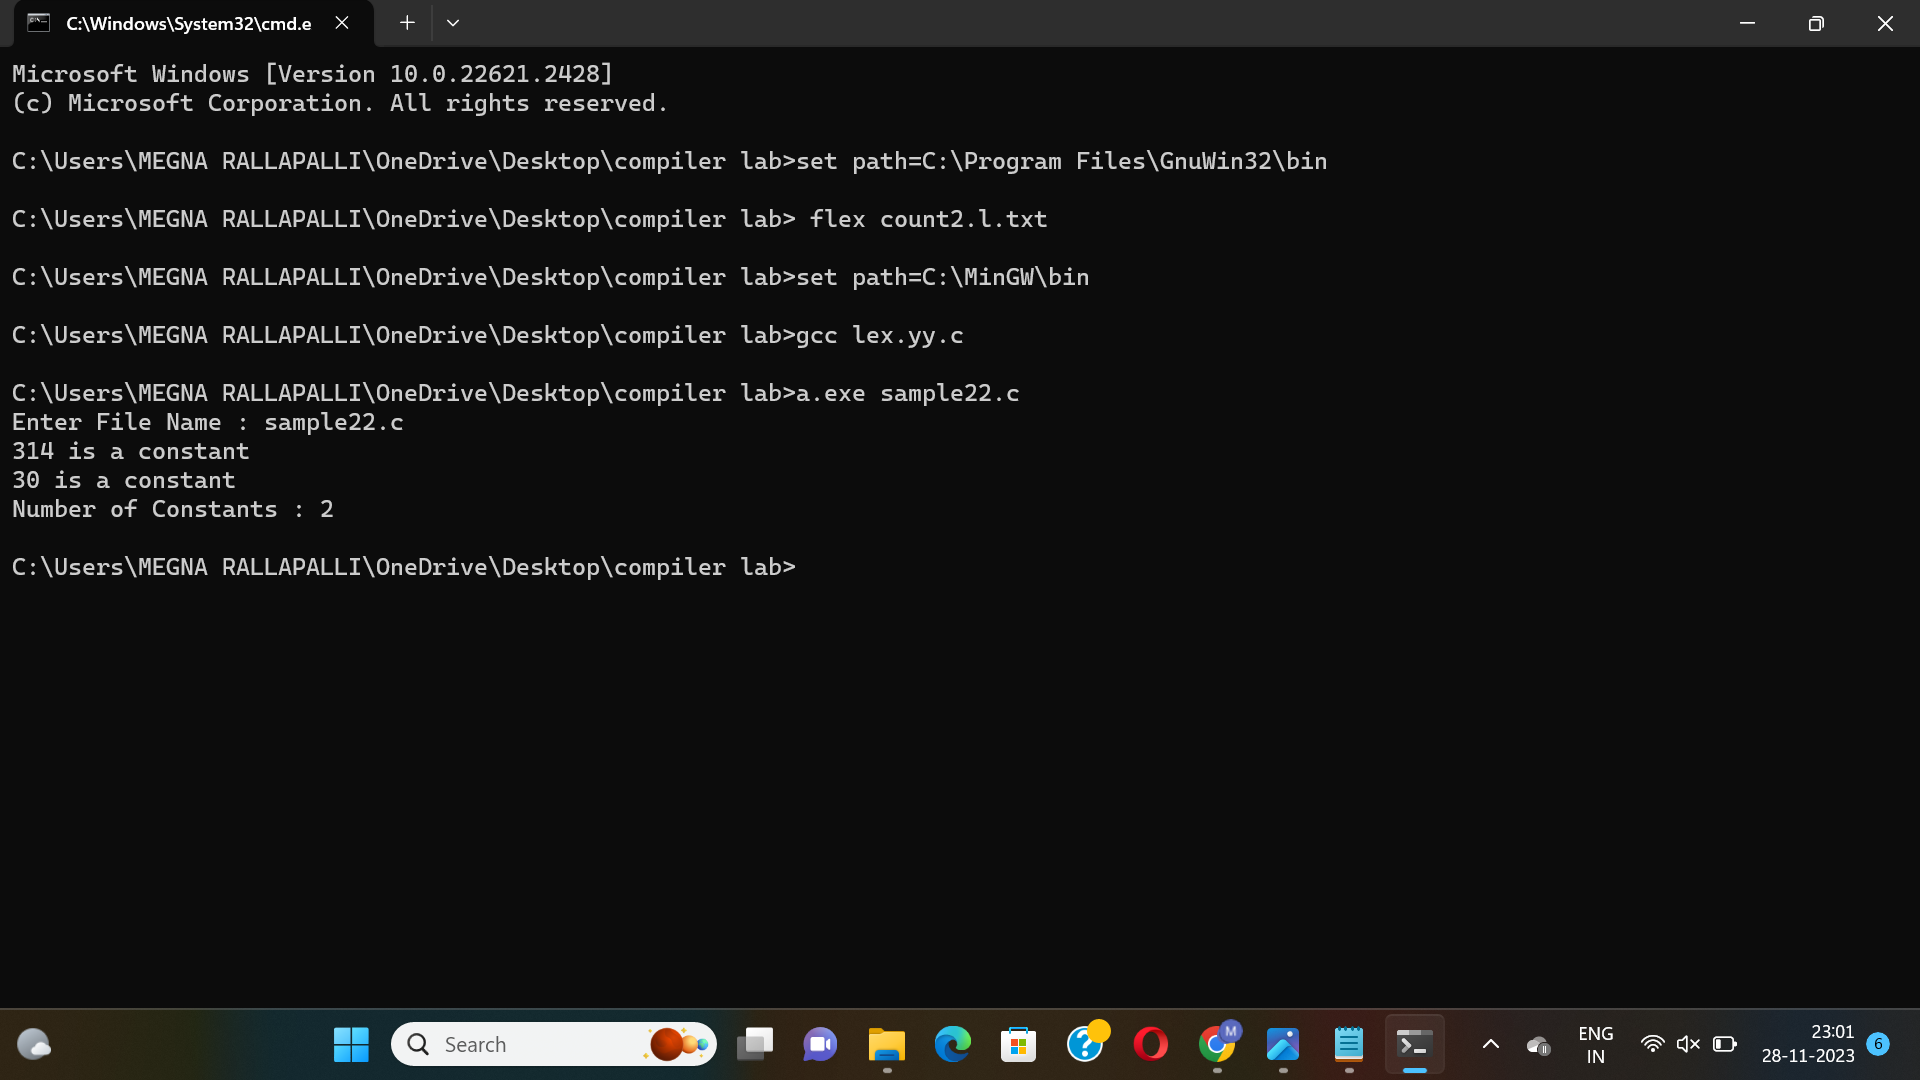 C:\Windows\System32\cmd.e
Microsoft Windows [Version 10.0.22621.2428]
(c) Microsoft Corporation. All rights reserved.
C:\Users\MEGNA RALLAPALLI\OneDrive\Desktop\compiler lab>set path=C:\Program Files\GnuWin32\bin
C:\Users\MEGNA RALLAPALLI\OneDrive\Desktop\compiler lab> flex count2.l.txt
C:\Users\MEGNA RALLAPALLI\OneDrive\Desktop\compiler lab>set path=C:\MinGW\bin
C:\Users\MEGNA RALLAPALLI\OneDrive\Desktop\compiler lab>gcc lex.yy.c
C:\Users\MEGNA RALLAPALLI\OneDrive\Desktop\compiler lab>a.exe sample22.c
Enter File Name : sample22.c
314 is a constant
30 is a constant
Number of Constants : 2
C:\Users\MEGNA RALLAPALLI\OneDrive\Desktop\compiler lab>
Search
M
ENG
IN
23:01
28-11-2023
6